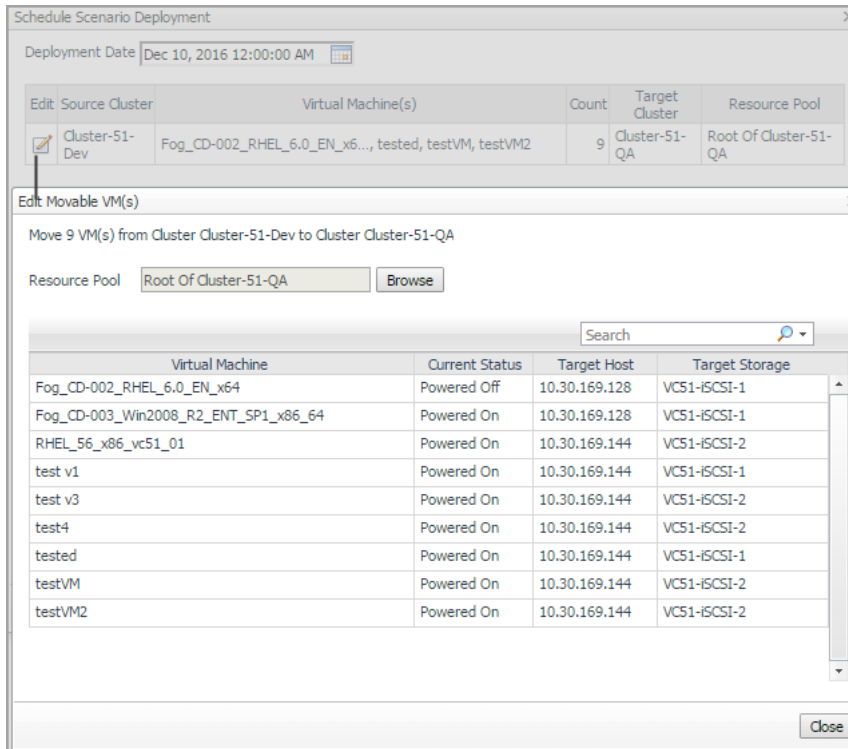 Schedule Scenario Deployment
Deployment Date Dec 10, 2016 12:00:00 AM
Edit Source Cluster Virtual Machine(s) Count Target Cluster Resource Pool
Cluster-51-Dev Fog_CD-002_RHEL_6.0_EN_x6..., tested, testVM, testVM2 9 Cluster-51-QA Root Of Cluster-51-QA
Edit Movable VM(s)
Move 9 VM(s) from Cluster Cluster-51-Dev to Cluster Cluster-51-QA
Resource Pool Root Of Cluster-51-QA Browse
Search
Virtual Machine Current Status Target Host Target Storage
Fog_CD-002_RHEL_6.0_EN_x64 Powered Off 10.30.169.128 VC51-iSCSI-1
Fog_CD-003_Win2008_R2_ENT_SP1_x86_64 Powered On 10.30.169.128 VC51-iSCSI-1
RHEL_56_x86_vc51_01 Powered On 10.30.169.144 VC51-iSCSI-2
test v1 Powered On 10.30.169.144 VC51-iSCSI-1
test v3 Powered On 10.30.169.144 VC51-iSCSI-2
test4 Powered On 10.30.169.144 VC51-iSCSI-2
tested Powered On 10.30.169.144 VC51-iSCSI-1
testVM Powered On 10.30.169.144 VC51-iSCSI-2
testVM2 Powered On 10.30.169.144 VC51-iSCSI-2
Close